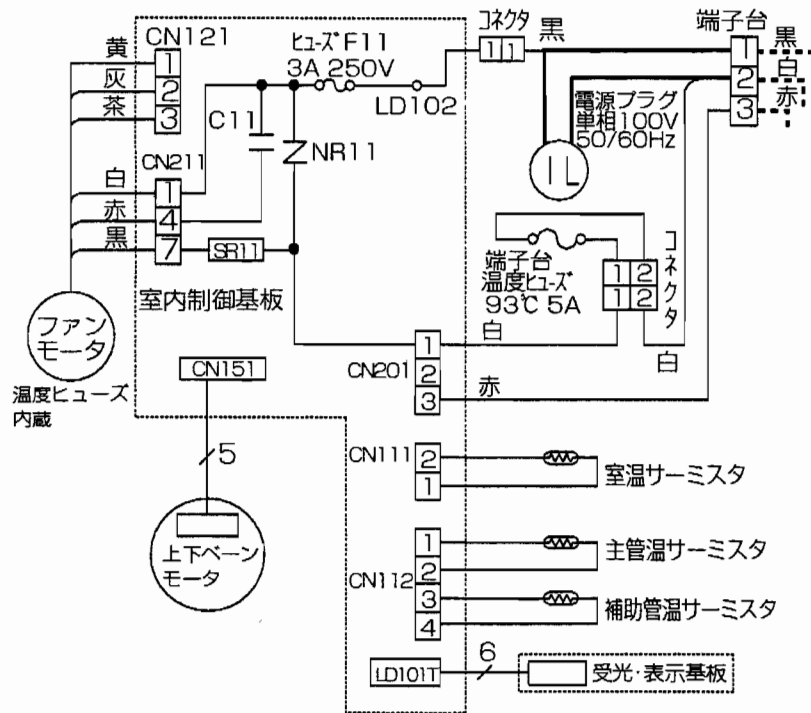 黄
CN121
1
灰
2
茶
3
ヒューズF11
3A 250V
LD102
コネクタ
1 1
黒
端子台
1
黒
2
白
3
赤
電源プラグ
単相100V
50/60Hz
C11
NR11
CN211
白
1
赤
4
黒
7
SR11
室内制御基板
ファン
モータ
温度ヒューズ
内蔵
端子台
温度ヒューズ
93℃ 5A
1 2
1 2
コネクタ
白
白
CN201
1
2
3
赤
CN151
5
上下ベーン
モータ
CN111
2
1
室温サーミスタ
CN112
1
2
3
4
主管温サーミスタ
補助管温サーミスタ
LD101T
6
受光・表示基板